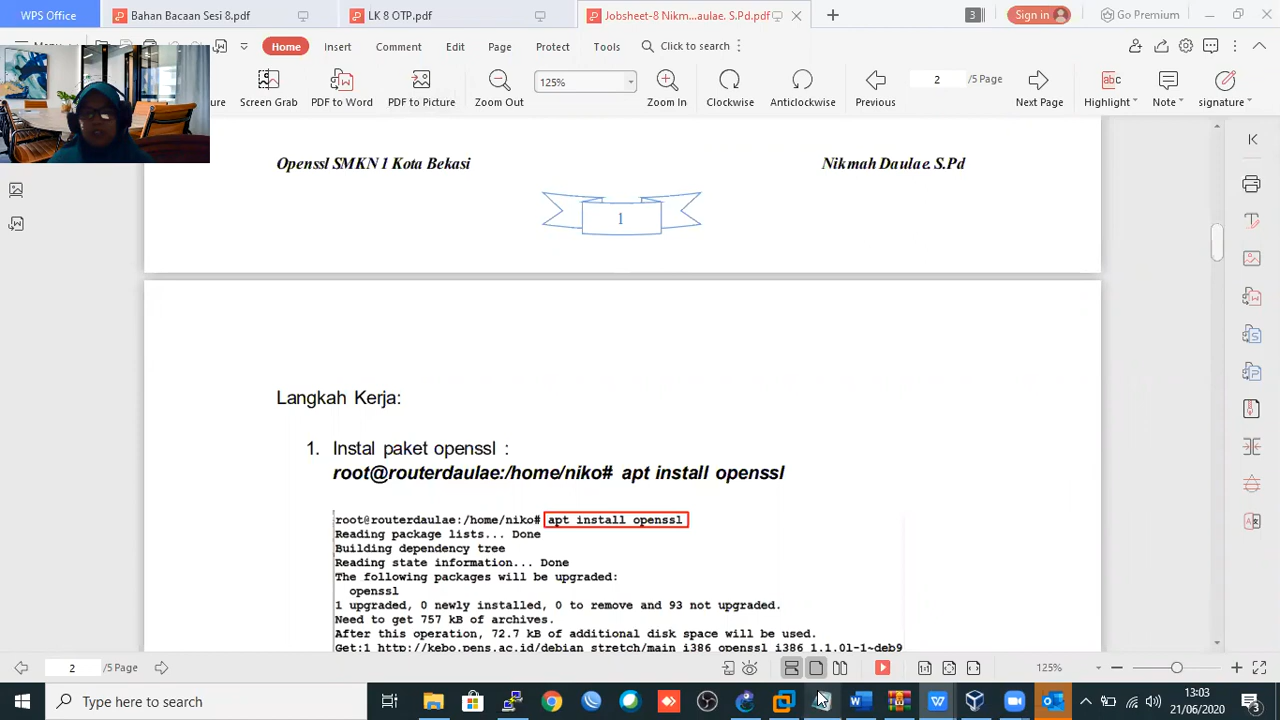 WPS Office
Bahan Bacaan Sesi 8.pdf
LK 8 OTP.pdf
Jobsheet-8 Nikm...aulae. S.Pd.pdf
3
Sign in
Go Premium
Home
Insert
Comment
Edit
Page
Protect
Tools
Click to search
Screen Grab
PDF to Word
PDF to Picture
Zoom Out
125%
Zoom In
Clockwise
Anticlockwise
Previous
2
/5 Page
Next Page
Highlight
Note
signature
Openssl SMKN 1 Kota Bekasi
Nikmah Daulae. S.Pd
1
Langkah Kerja:
1. Instal paket openssl :
root@routerdaulae:/home/niko# apt install openssl
root@routerdaulae:/home/niko# apt install openssl
Reading package lists... Done
Building dependency tree
Reading state information... Done
The following packages will be upgraded:
openssl
1 upgraded, 0 newly installed, 0 to remove and 93 not upgraded.
Need to get 757 kB of archives.
After this operation, 72.7 kB of additional disk space will be used.
Get:1 http://kebo.pens.ac.id/debian stretch/main i386 openssl i386 1.1.0l-1~deb9
2
/5 Page
125%
Type here to search
13:03
21/06/2020